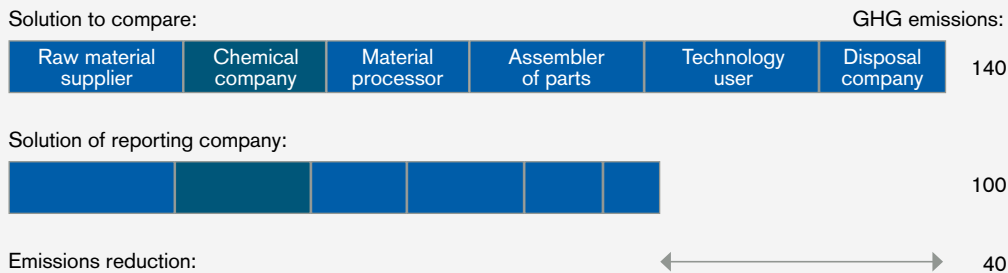 Solution to compare:
GHG emissions:
Raw material
supplier
Chemical
company
Material
processor
Assembler
of parts
Technology
user
Disposal
company
140
Solution of reporting company:
100
Emissions reduction:
40